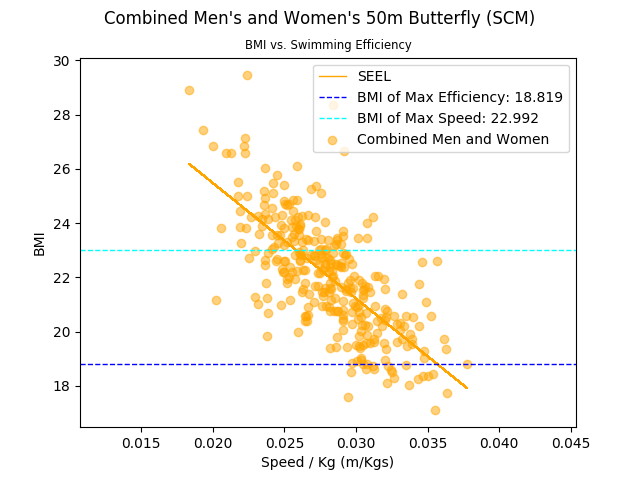 Combined Men's and Women's 50m Butterfly (SCM)
BMI vs. Swimming Efficiency
SEEL
BMI of Max Efficiency: 18.819
BMI of Max Speed: 22.992
Combined Men and Women
BMI
30
28
26
24
22
20
18
0.015 0.020 0.025 0.030 0.035 0.040 0.045
Speed / Kg (m/Kgs)